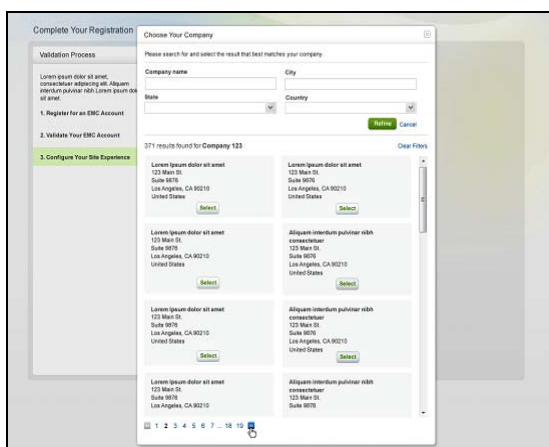 Complete Your Registration
Choose Your Company
Validation Process
Please search for and select the result that best matches your company.
Lorem ipsum dolor sit amet,
consectetuer adipiscing elit. Aliquam
interdum pulvinar nibh.Lorem ipsum dol
sit amet.
1. Register for an EMC Account
2. Validate Your EMC Account
3. Configure Your Site Experience
Company name
City
State
Country
Refine Cancel
371 results found for Company 123
Clear Filters
Lorem ipsum dolor sit amet
123 Main St.
Suite 9876
Los Angeles, CA 90210
United States
Select
Lorem ipsum dolor sit amet
123 Main St.
Suite 9876
Los Angeles, CA 90210
United States
Select
Lorem ipsum dolor sit amet
123 Main St.
Suite 9876
Los Angeles, CA 90210
United States
Select
Aliquam interdum pulvinar nibh
consectetuer
123 Main St.
Suite 9876
Los Angeles, CA 90210
United States
Select
Lorem ipsum dolor sit amet
123 Main St.
Suite 9876
Los Angeles, CA 90210
United States
Select
Aliquam interdum pulvinar nibh
consectetuer
123 Main St.
Suite 9876
Los Angeles, CA 90210
United States
Select
Lorem ipsum dolor sit amet
123 Main St.
Suite 9876
Los Angeles, CA 90210
Aliquam interdum pulvinar nibh
consectetuer
123 Main St.
Suite 9876
1 2 3 4 5 6 7 ... 18 19